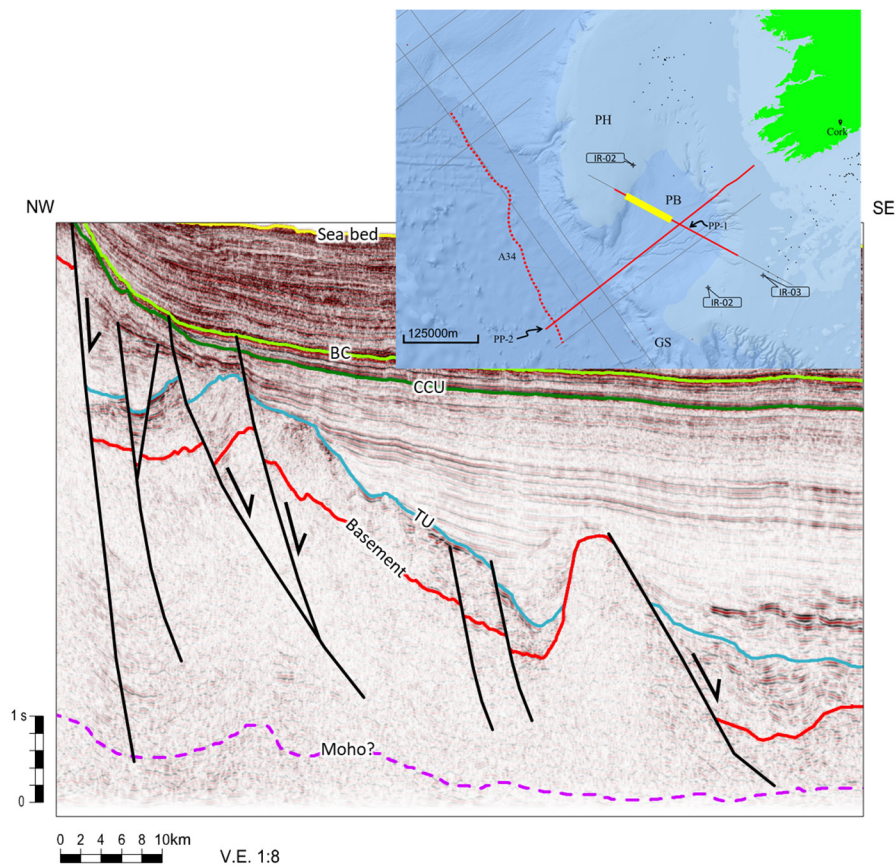 PH
Cork
IR-02
NW
PB
SE
Sea bed
PP-1
A34
IR-03
IR-02
125000m
PP-2
GS
BC
CCU
TU
Basement
1 s
Moho?
0
0 2 4 6 8 10km
V.E. 1:8